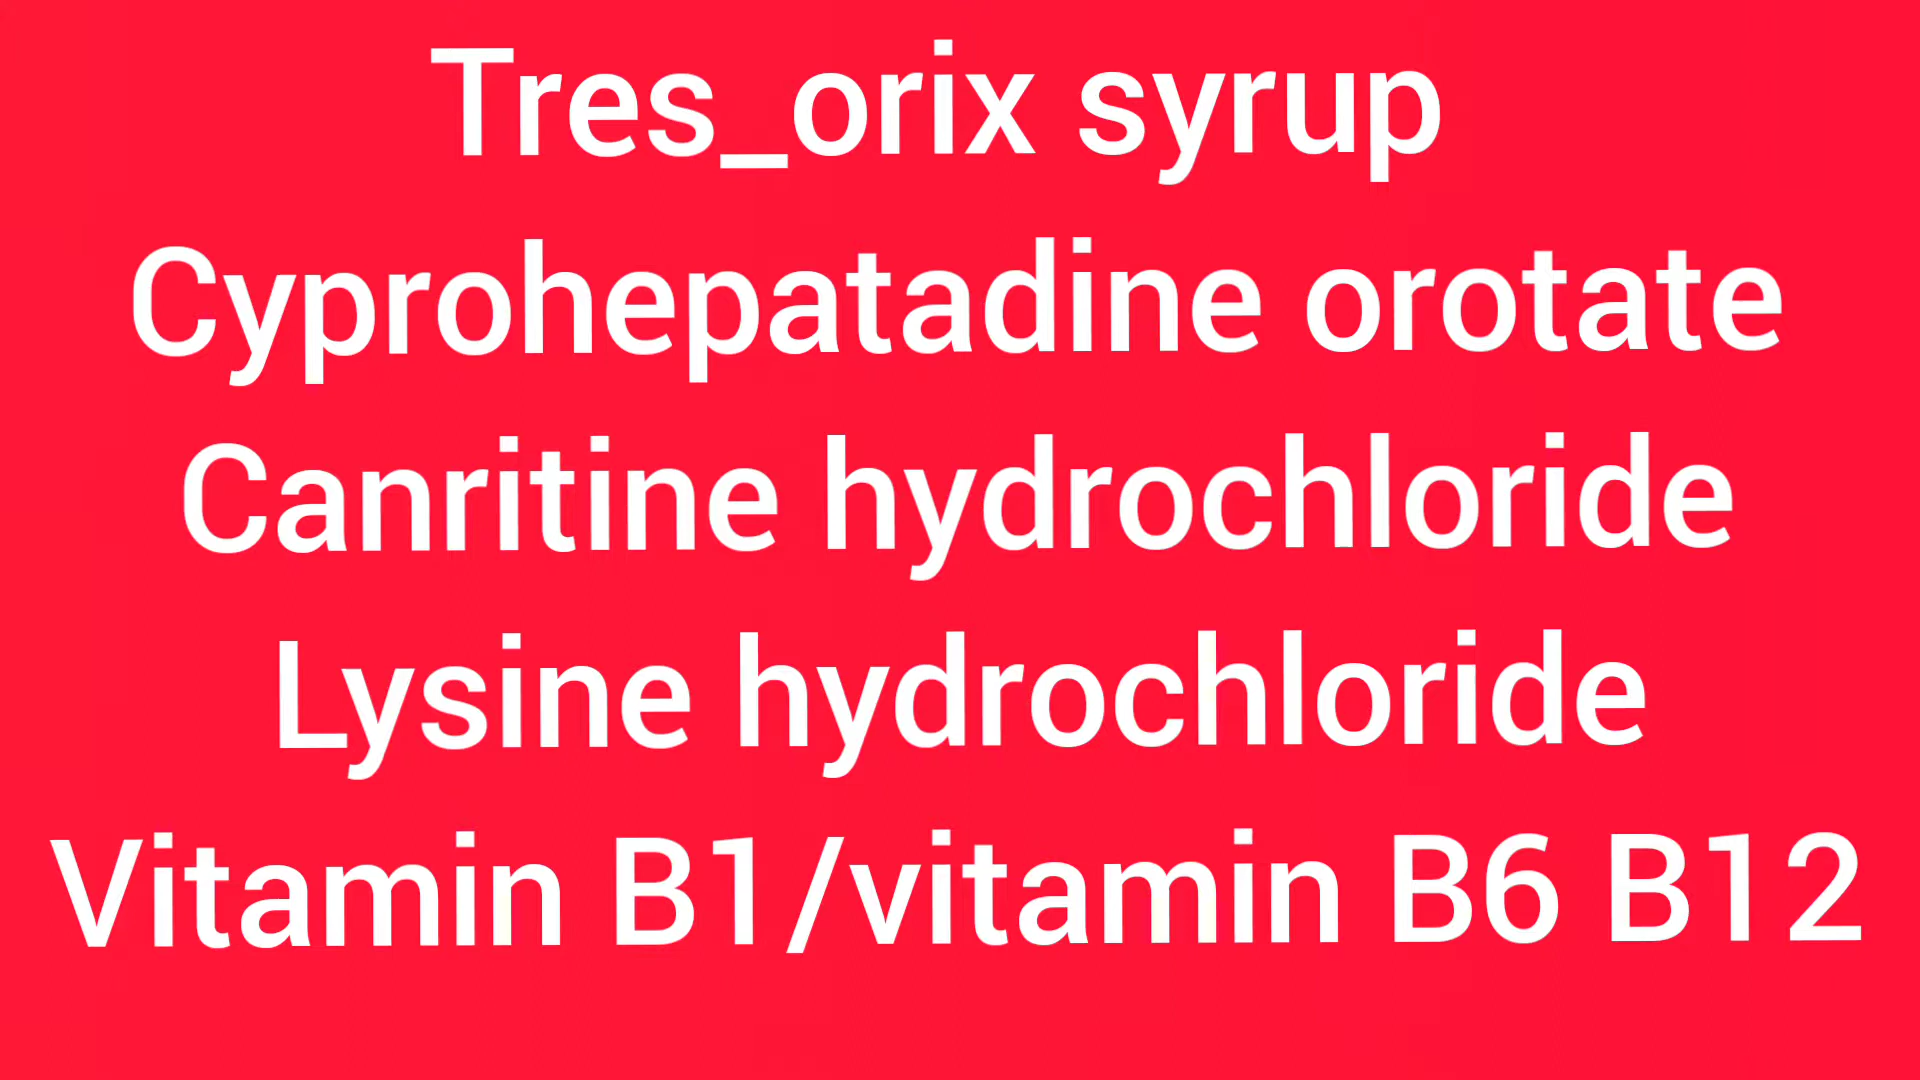 Tres_orix syrup
Cyprohepatadine orotate
Canritine hydrochloride
Lysine hydrochloride
Vitamin B1/vitamin B6 B12